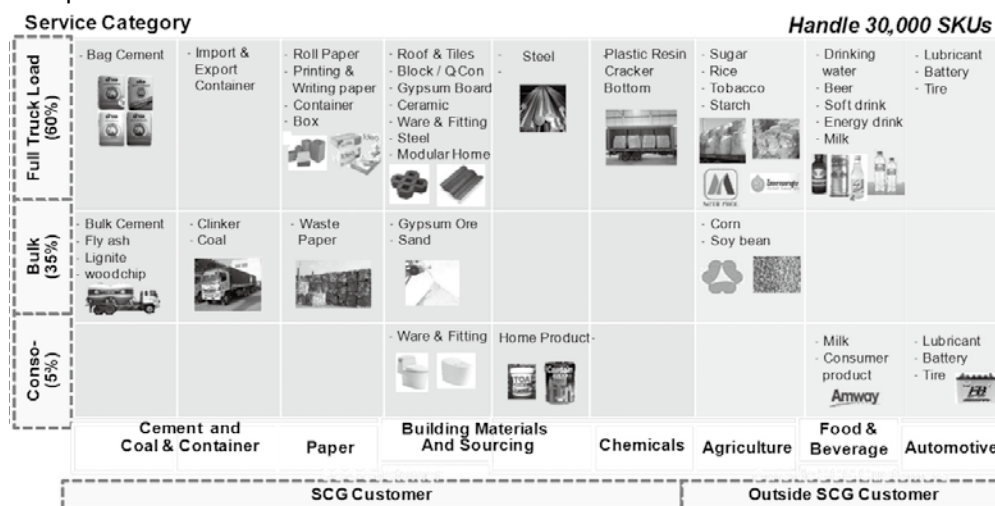 Service Category
Handle 30,000 SKUs
Full Truck Load
(60%)
- Bag Cement
- Import &
Export
Container
- Roll Paper
- Printing &
Writing paper
- Container
- Box
- Roof & Tiles
- Block / Q-Con
- Gypsum Board
- Ceramic
- Ware & Fitting
- Steel
- Modular Home
- Steel
-
-Plastic Resin
Cracker
Bottom
- Sugar
- Rice
- Tobacco
- Starch
- Drinking
water
- Beer
- Soft drink
- Energy drink
- Milk
- Lubricant
- Battery
- Tire
Bulk
(35%)
- Bulk Cement
- Fly ash
- Lignite
- woodchip
- Clinker
- Coal
- Waste
Paper
- Gypsum Ore
- Sand
- Corn
- Soy bean
Conso-
(5%)
- Ware & Fitting
Home Product-
TOA
- Milk
- Consumer
product
Amway
- Lubricant
- Battery
- Tire
FB
Cement and
Coal & Container
Paper
Building Materials
And Sourcing
Chemicals
Agriculture
Food &
Beverage
Automotive
SCG Customer
Outside SCG Customer